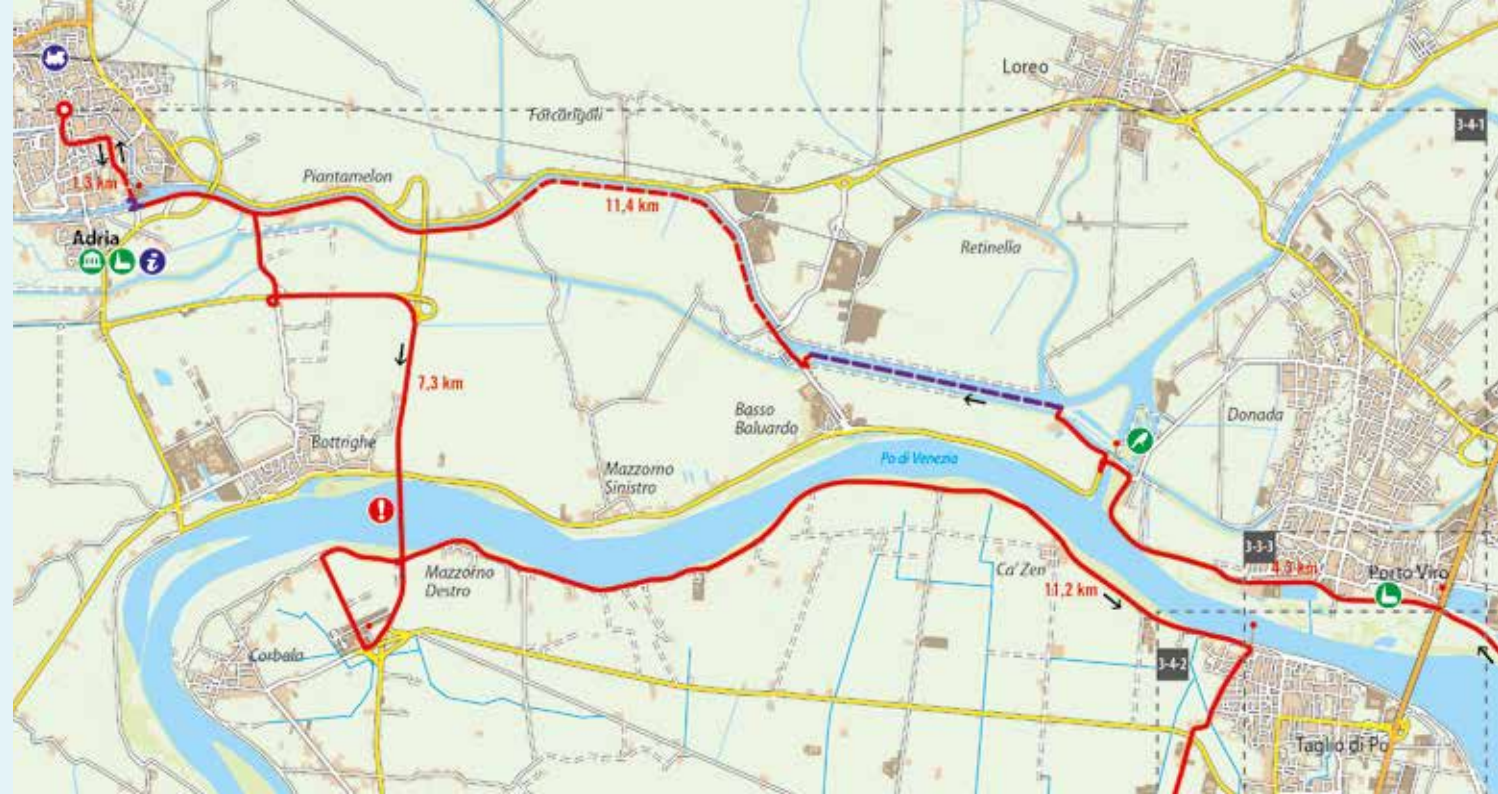 Loreo
Forcarigoli
3-4-1
Piantamelon
1,3 km
11,4 km
Adria
i
Retinella
7,3 km
Basso
Baluardo
Donada
Bottrighe
Mazzorno
Sinistro
Po di Venezia
!
3-3-3
4,3 km
Porto Viro
Ca' Zen
Mazzorno
Destro
11,2 km
Corbola
3-4-2
Taglio di Po